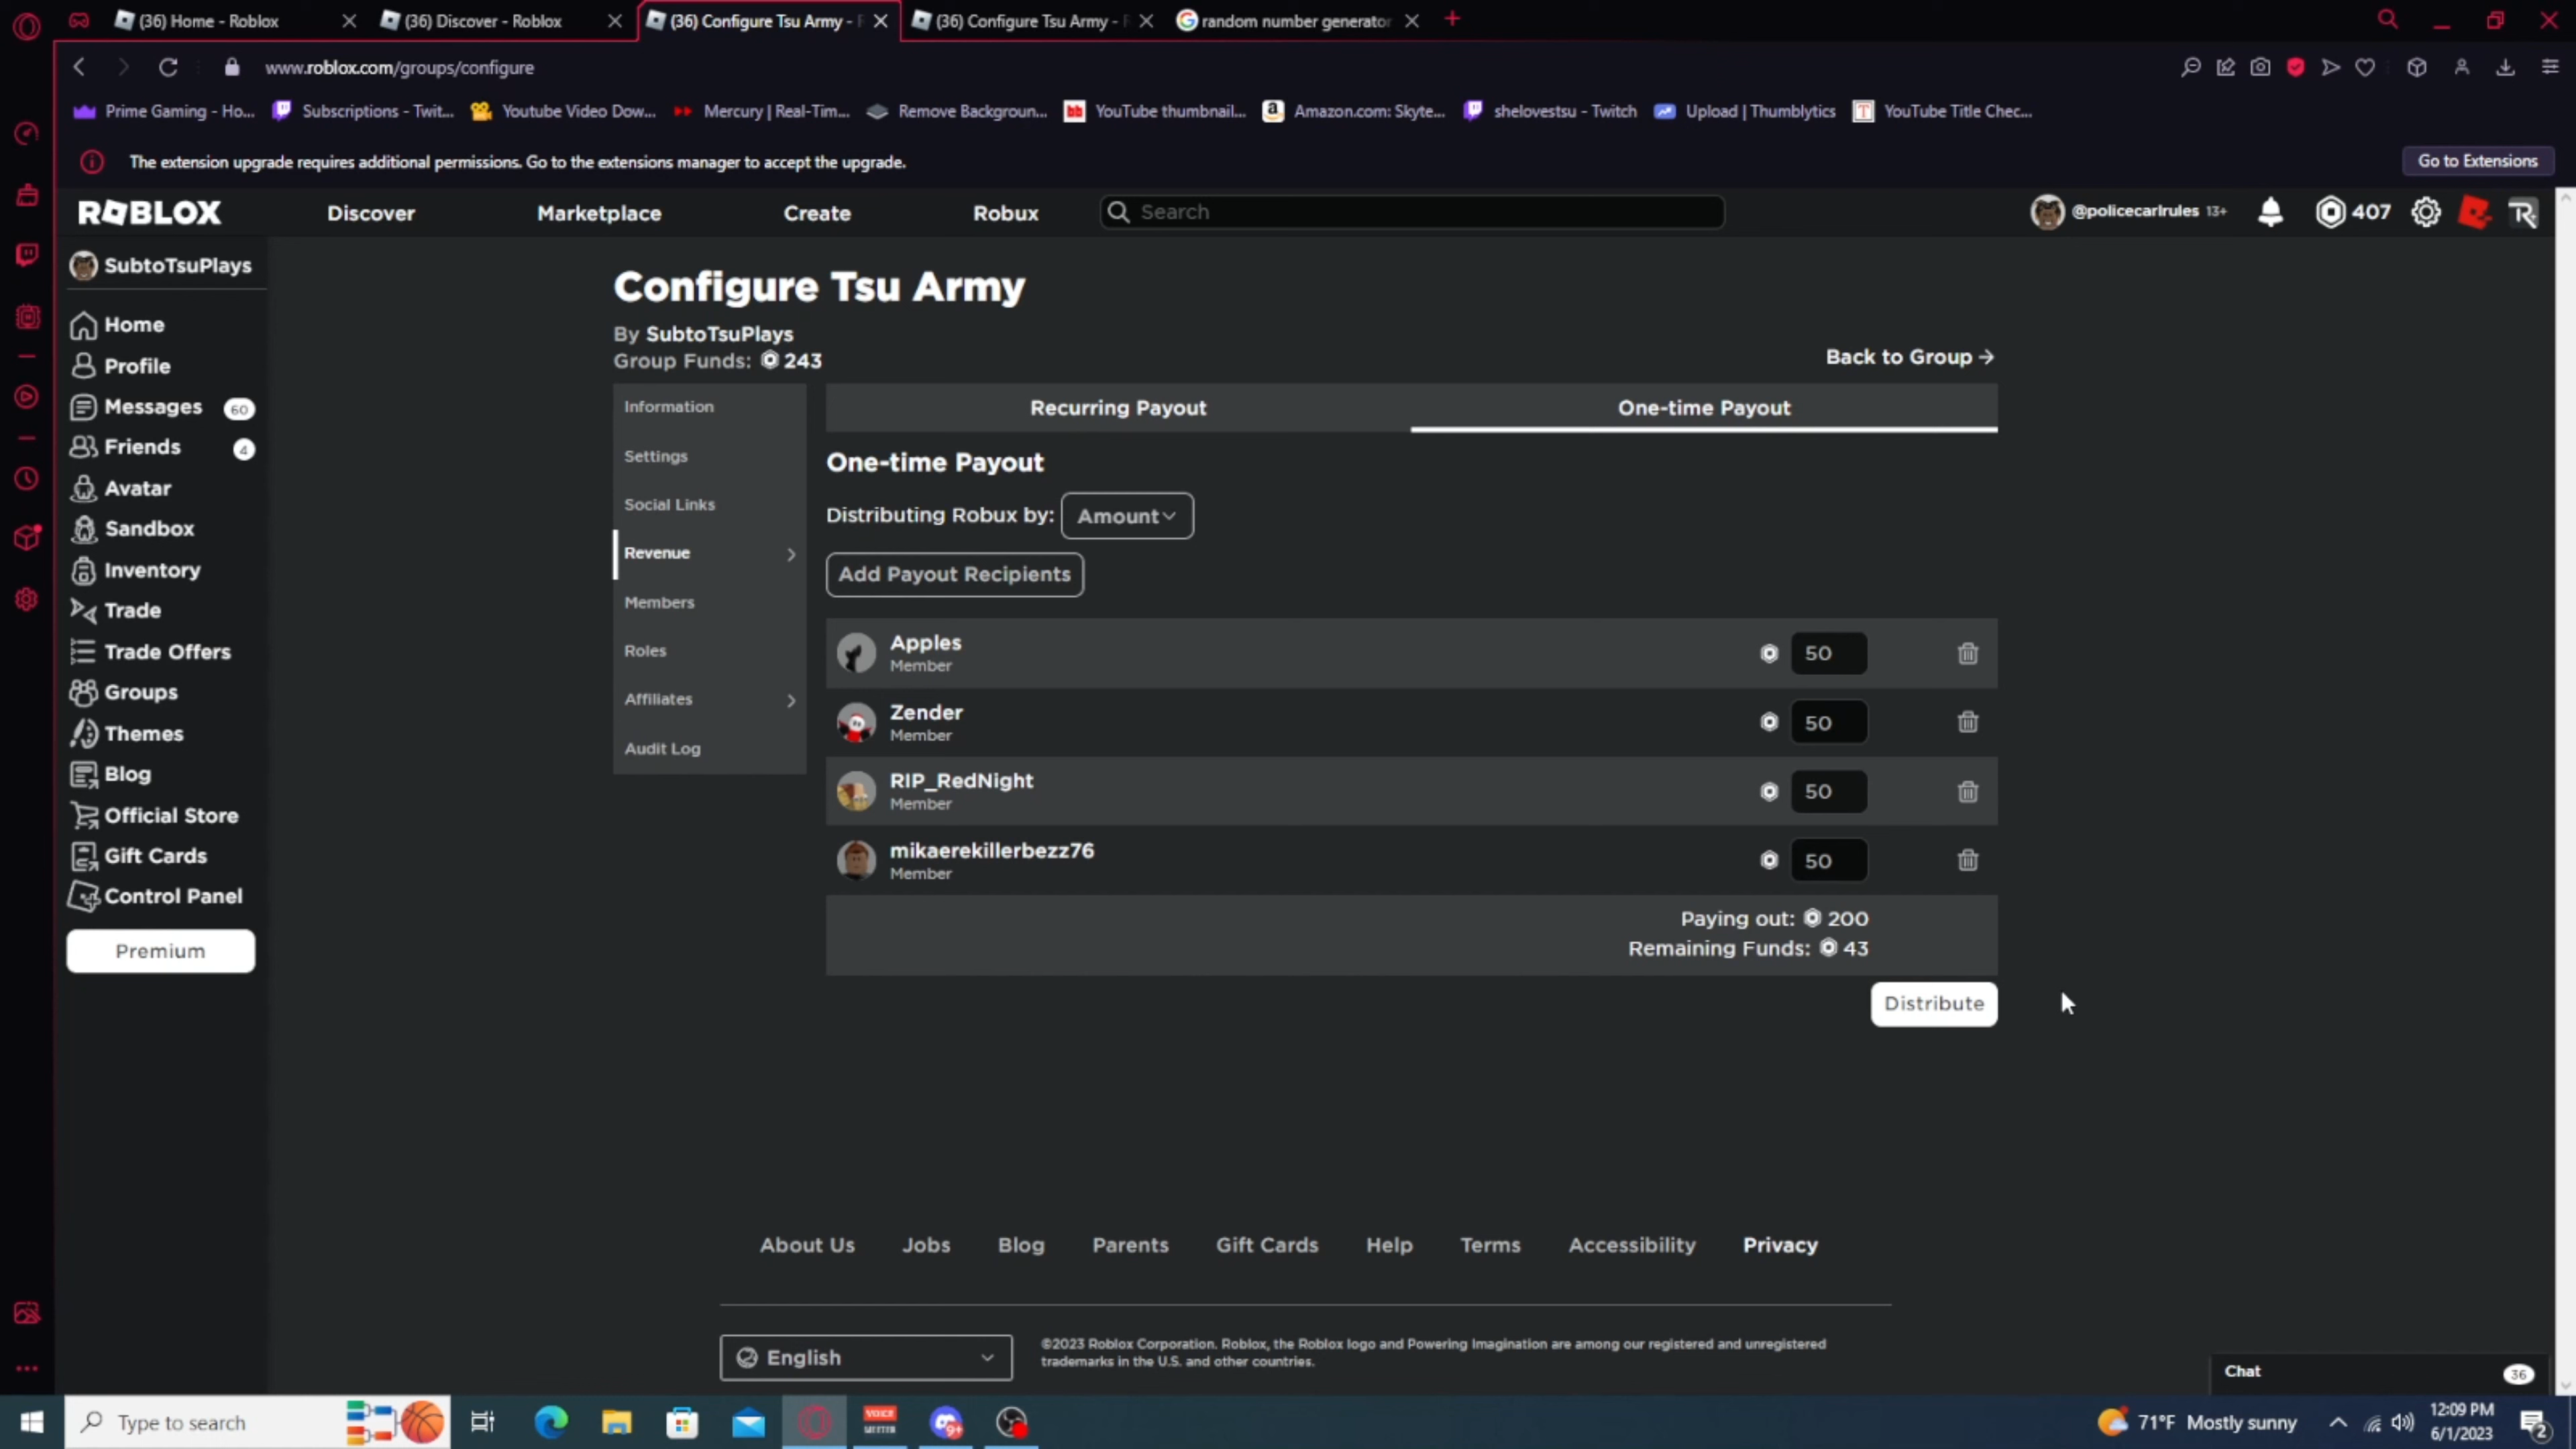 (36) Home - Roblox
(36) Discover - Roblox
(36) Configure Tsu Army -
(36) Configure Tsu Army -
random number generator
www.roblox.com/groups/configure
Prime Gaming - Ho...
Subscriptions - Twit...
Youtube Video Dow...
Mercury | Real-Tim...
Remove Backgroun...
YouTube thumbnail...
Amazon.com: Skyte...
shelovestsu - Twitch
Upload | Thumblytics
YouTube Title Chec...
The extension upgrade requires additional permissions. Go to the extensions manager to accept the upgrade.
Go to Extensions
ROBLOX
Discover
Marketplace
Create
Robux
Search
@policecarlrules 13+
407
SubtoTsuPlays
Home
Profile
Messages 60
Friends 4
Avatar
Sandbox
Inventory
Trade
Trade Offers
Groups
Themes
Blog
Official Store
Gift Cards
Control Panel
Premium
Configure Tsu Army
By SubtoTsuPlays
Group Funds: 243
Back to Group
Information
Settings
Social Links
Revenue
Members
Roles
Affiliates
Audit Log
Recurring Payout
One-time Payout
One-time Payout
Distributing Robux by: Amount
Add Payout Recipients
Apples
Member
50
Zender
Member
50
RIP_RedNight
Member
50
mikaerekillerbezz76
Member
50
Paying out: 200
Remaining Funds: 43
Distribute
About Us
Jobs
Blog
Parents
Gift Cards
Help
Terms
Accessibility
Privacy
English
©2023 Roblox Corporation. Roblox, the Roblox logo and Powering Imagination are among our registered and unregistered
trademarks in the U.S. and other countries.
Chat 36
Type to search
VOICE
MEETER
9+
71°F Mostly sunny
12:09 PM
6/1/2023
2